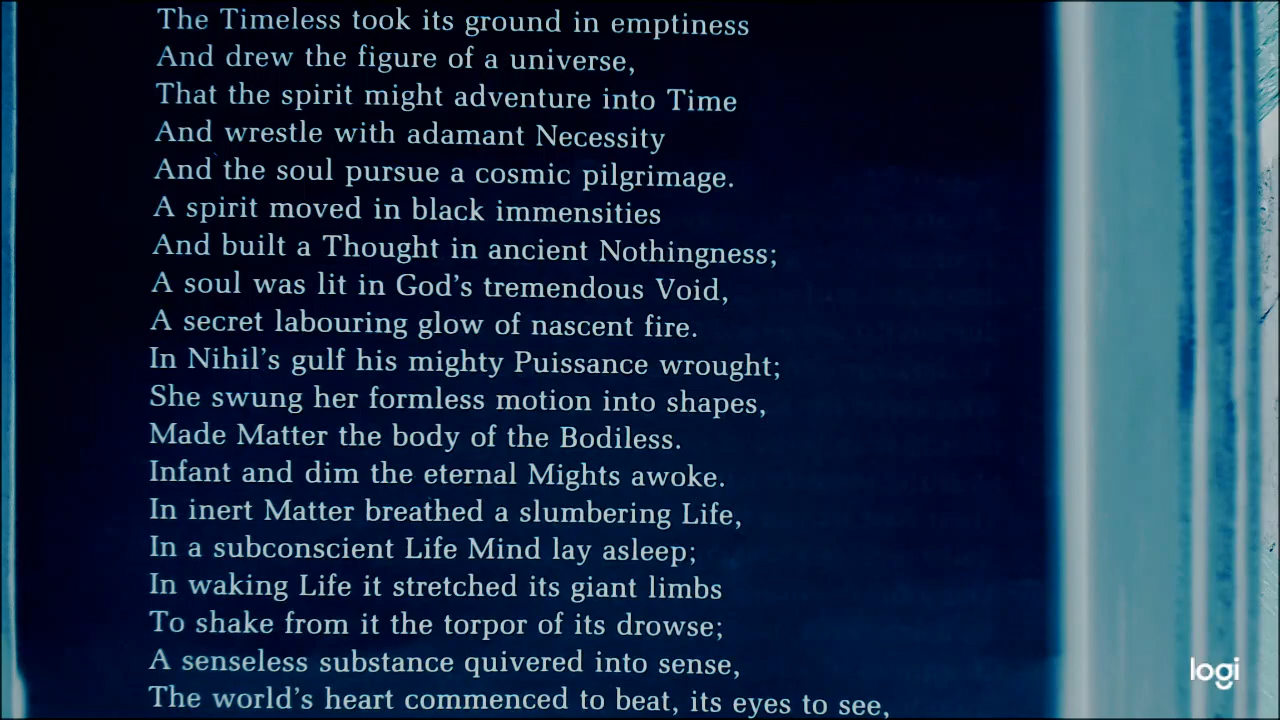 The Timeless took its ground in emptiness
And drew the figure of a universe,
That the spirit might adventure into Time
And wrestle with adamant Necessity
And the soul pursue a cosmic pilgrimage.
A spirit moved in black immensities
And built a Thought in ancient Nothingness;
A soul was lit in God's tremendous Void,
A secret labouring glow of nascent fire.
In Nihil's gulf his mighty Puissance wrought;
She swung her formless motion into shapes,
Made Matter the body of the Bodiless.
Infant and dim the eternal Mights awoke.
In inert Matter breathed a slumbering Life,
In a subconscient Life Mind lay asleep;
In waking Life it stretched its giant limbs
To shake from it the torpor of its drowse;
A senseless substance quivered into sense,
The world's heart commenced to beat, its eyes to see,
logi